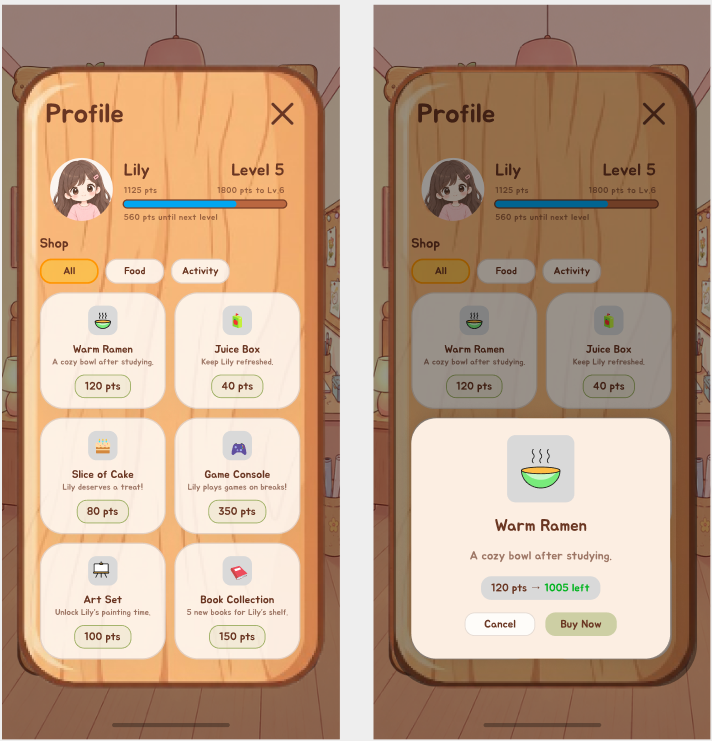 Profile
Lily Level 5
1125 pts 1800 pts to Lv.6
560 pts until next level
Shop
All Food Activity
Warm Ramen
A cozy bowl after studying.
120 pts
Juice Box
Keep Lily refreshed.
40 pts
Slice of Cake
Lily deserves a treat!
80 pts
Game Console
Lily plays games on breaks!
350 pts
Art Set
Unlock Lily's painting time.
100 pts
Book Collection
5 new books for Lily's shelf.
150 pts
Profile
Lily Level 5
1125 pts 1800 pts to Lv.6
560 pts until next level
Shop
All Food Activity
Warm Ramen
A cozy bowl after studying.
120 pts
Juice Box
Keep Lily refreshed.
40 pts
Warm Ramen
A cozy bowl after studying.
120 pts → 1005 left
Cancel Buy Now